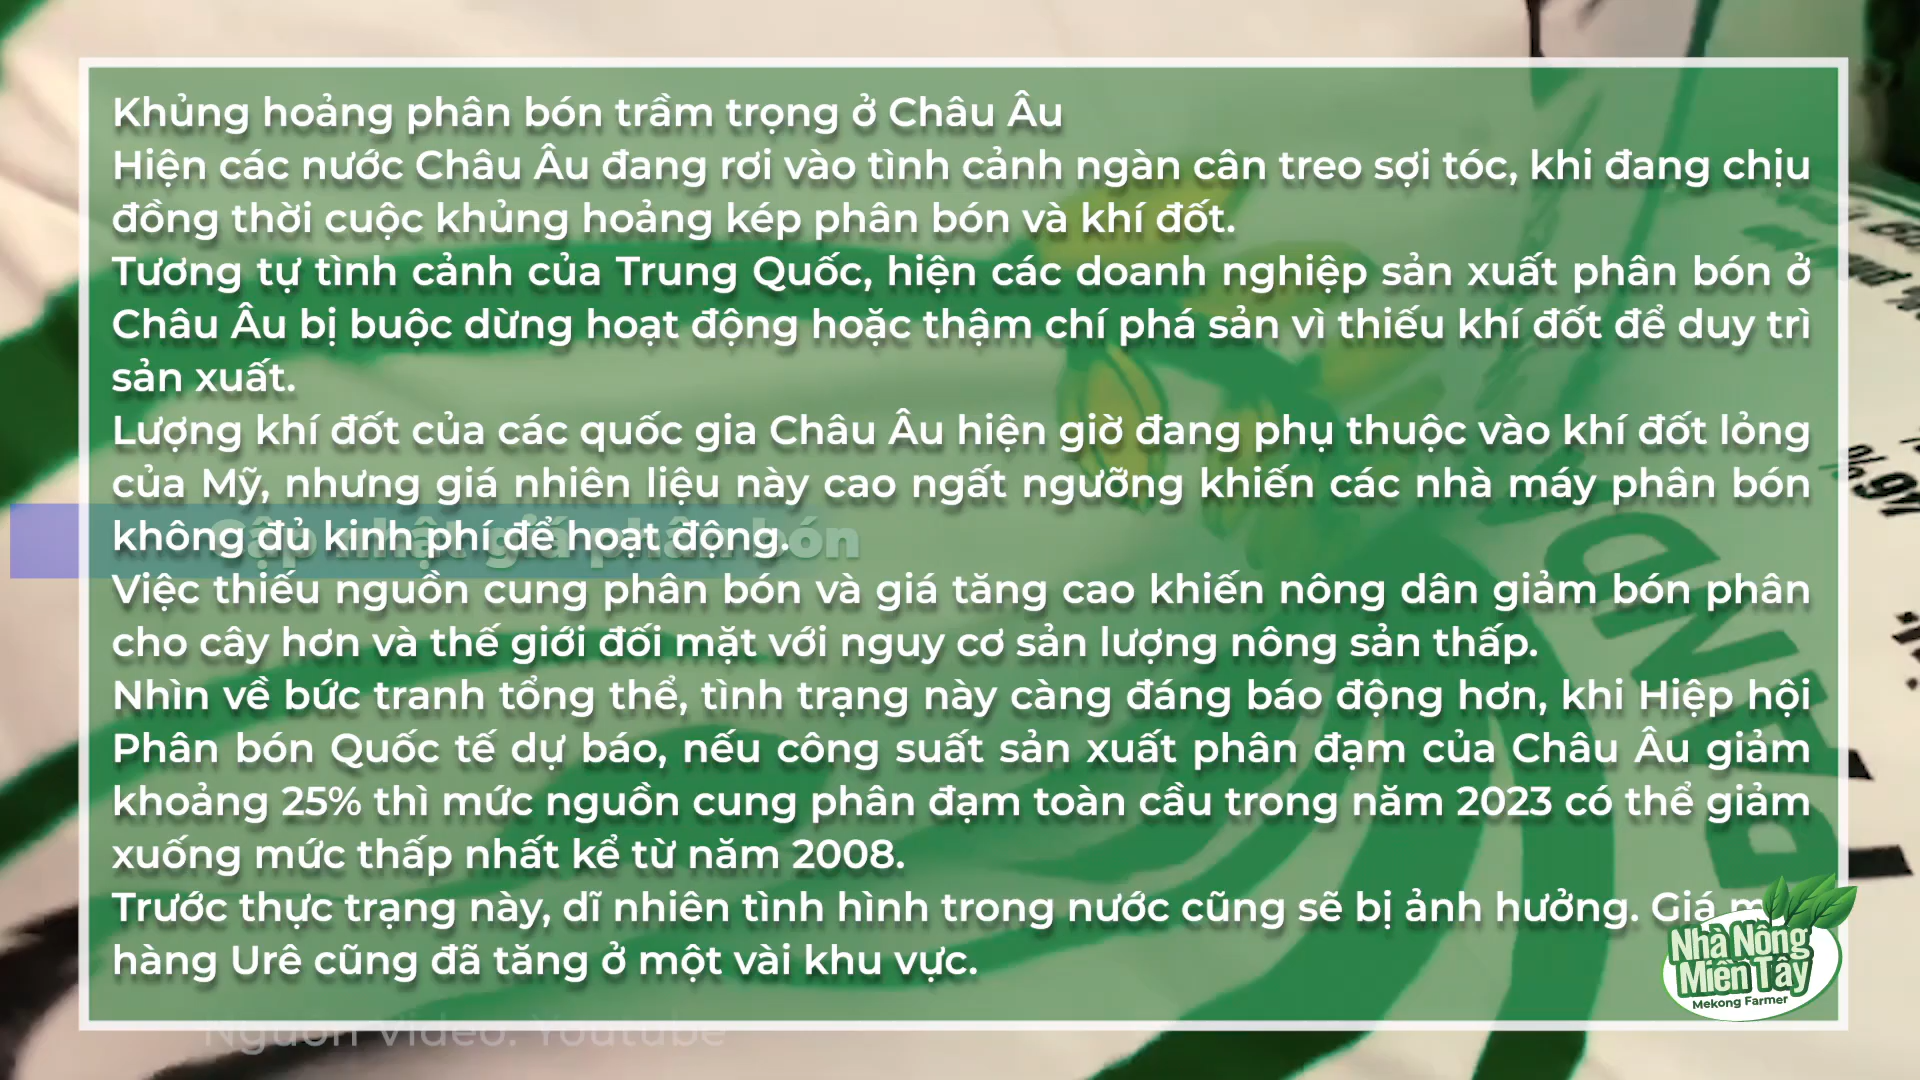 Khủng hoảng phân bón trầm trọng ở Châu Âu
Hiện các nước Châu Âu đang rơi vào tình cảnh ngàn cân treo sợi tóc, khi đang chịu
đồng thời cuộc khủng hoảng kép phân bón và khí đốt.
Tương tự tình cảnh của Trung Quốc, hiện các doanh nghiệp sản xuất phân bón ở
Châu Âu bị buộc dừng hoạt động hoặc thậm chí phá sản vì thiếu khí đốt để duy trì
sản xuất.
Lượng khí đốt của các quốc gia Châu Âu hiện giờ đang phụ thuộc vào khí đốt lỏng
của Mỹ, nhưng giá nhiên liệu này cao ngất ngưỡng khiến các nhà máy phân bón
không đủ kinh phí để hoạt động.
Cập nhật giá phân bón
Việc thiếu nguồn cung phân bón và giá tăng cao khiến nông dân giảm bón phân
cho cây hơn và thế giới đối mặt với nguy cơ sản lượng nông sản thấp.
Nhìn về bức tranh tổng thể, tình trạng này càng đáng báo động hơn, khi Hiệp hội
Phân bón Quốc tế dự báo, nếu công suất sản xuất phân đạm của Châu Âu giảm
khoảng 25% thì mức nguồn cung phân đạm toàn cầu trong năm 2023 có thể giảm
xuống mức thấp nhất kể từ năm 2008.
Trước thực trạng này, dĩ nhiên tình hình trong nước cũng sẽ bị ảnh hưởng. Giá
hàng Urê cũng đã tăng ở một vài khu vực.
Nhà Nông
Miền Tây
Mekong Farmer
Nguồn Video: Youtube